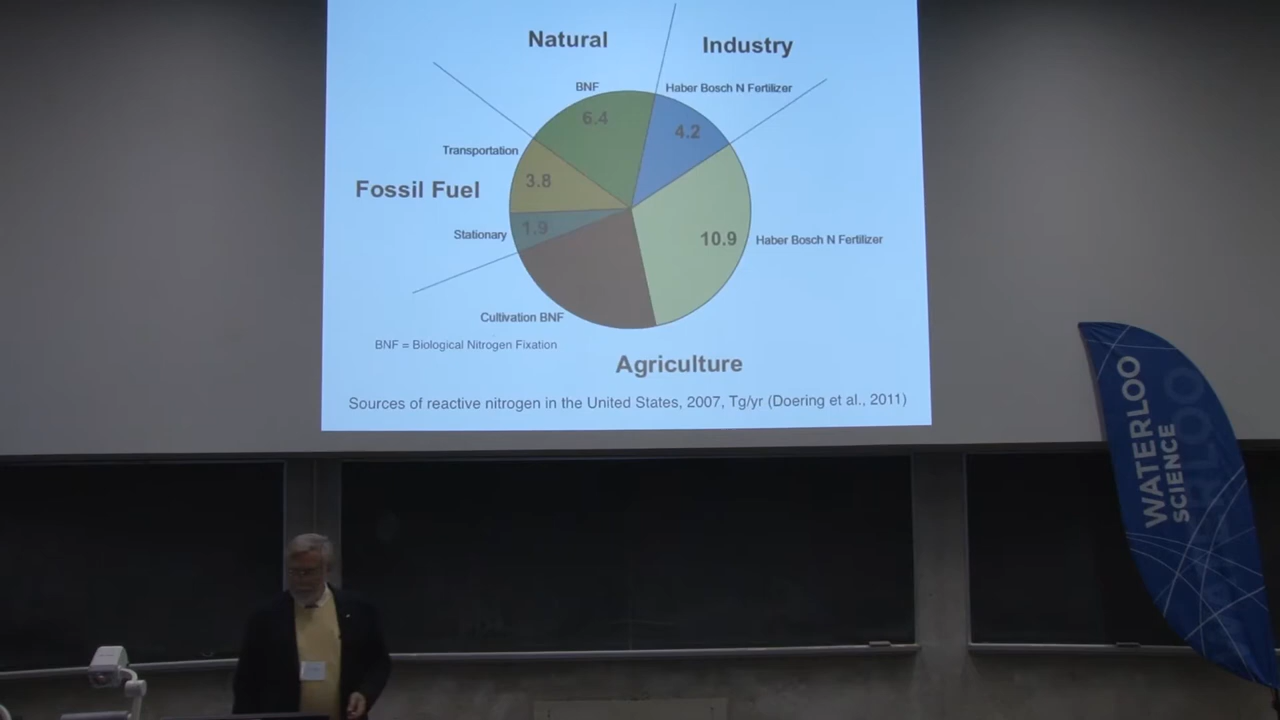 Natural
Industry
BNF
Haber Bosch N Fertilizer
6.4
4.2
Transportation
3.8
Fossil Fuel
Stationary
1.9
10.9
Haber Bosch N Fertilizer
Cultivation BNF
BNF = Biological Nitrogen Fixation
Agriculture
Sources of reactive nitrogen in the United States, 2007, Tg/yr (Doering et al., 2011)
WATERLOO
SCIENCE